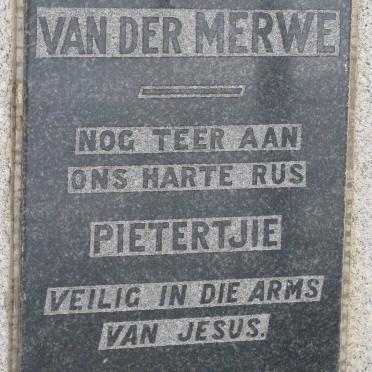 VAN DER MERWE
NOG TEER AAN
ONS HARTE RUS
PIETERTJIE
VEILIG IN DIE ARMS
VAN JESUS.